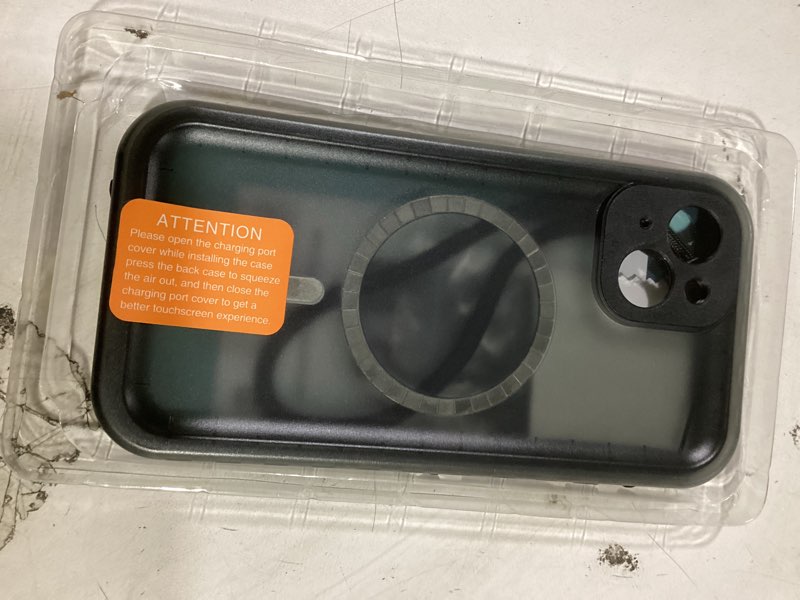 ATTENTION
Please open the charging port
cover while installing the case
press the back case to squeeze
the air out, and then close the
charging port cover to get a
better touchscreen experience.